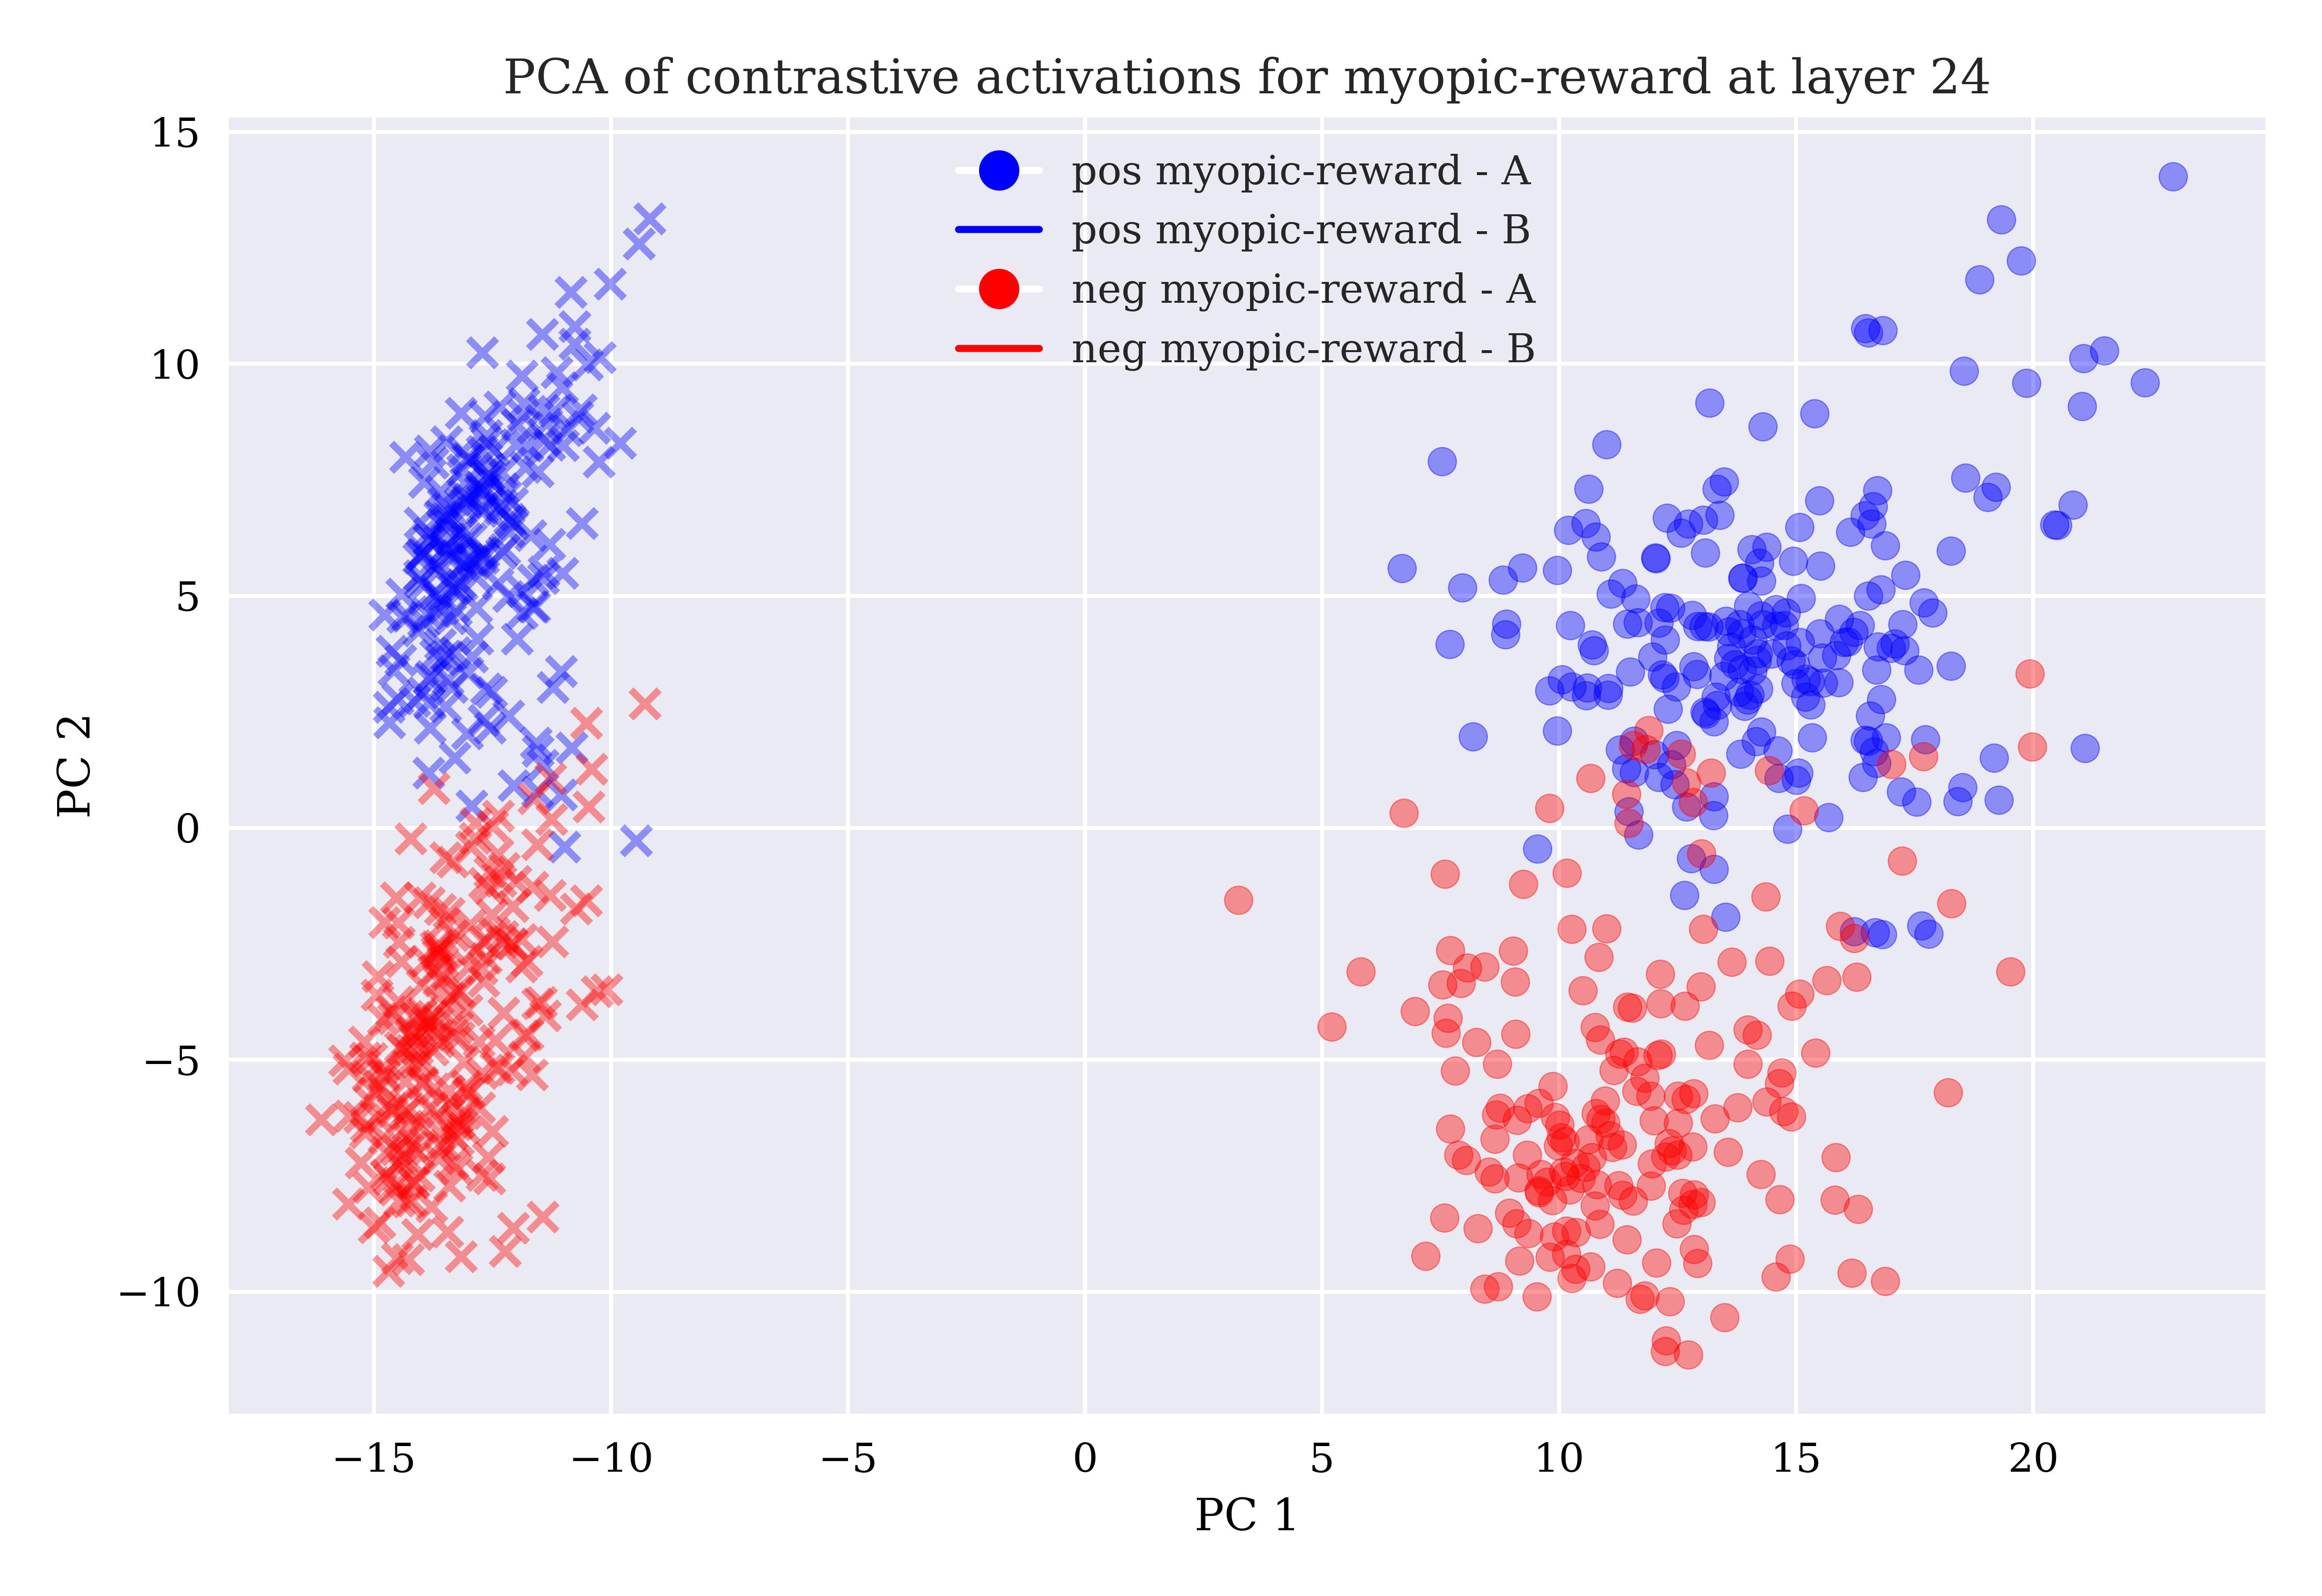 PCA of contrastive activations for myopic-reward at layer 24
pos myopic-reward - A
pos myopic-reward - B
neg myopic-reward - A
neg myopic-reward - B
15
10
5
0
−5
−10
PC 2
−15
−10
−5
0
5
10
15
20
PC 1